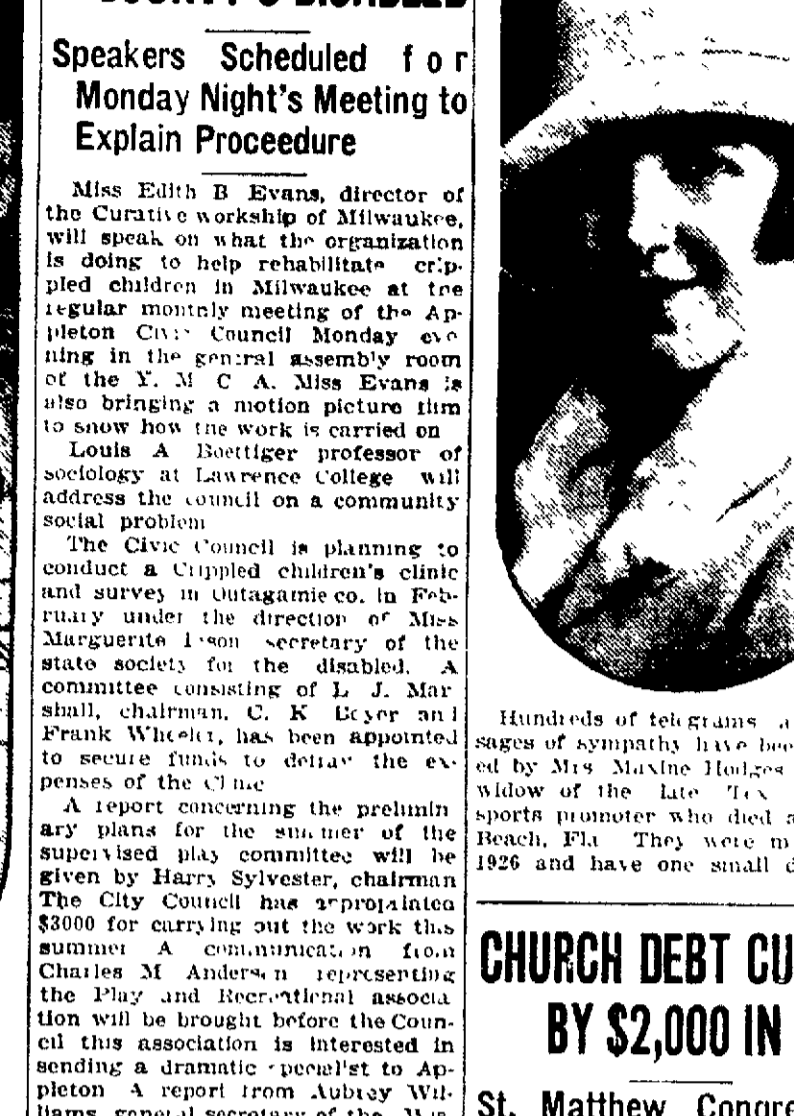 COUNTY'S DISABLED
Speakers Scheduled for
Monday Night's Meeting to
Explain Proceedure
Miss Edith B Evans, director of
the Curative workship of Milwaukee,
will speak on what the organization
is doing to help rehabilitate crip-
pled children in Milwaukee at the
regular monthly meeting of the Ap-
pleton Civic Council Monday eve
ning in the general assembly room
of the Y. M C A. Miss Evans is
also bringing a motion picture film
to show how the work is carried on
Louis A Boettiger professor of
sociology at Lawrence College will
address the council on a community
social problem
The Civic Council is planning to
conduct a Crippled children's clinic
and survey in Outagamie co. in Feb-
ruary under the direction of Miss
Marguerite secretary of the
state society for the disabled. A
committee consisting of L J. Mar
shall, chairman, C. K Beyer and
Frank Wheeler, has been appointed
to secure funds to defray the ex-
penses of the Clinic
A report concerning the prelimin
ary plans for the summer of the
supervised play committee will be
given by Harry Sylvester, chairman
The City Council has appropiated
$3000 for carrying out the work this
summer A communication from
Charles M Anderson representing
the Play and Recreational associa
tion will be brought before the Coun-
cil this association is interested in
sending a dramatic specialist to Ap-
pleton A report from Aubrey Wil-
liams, general secretary of the
Hundreds of telegrams a
sages of sympathy have bee
ed by Mrs Maxine Hodges
widow of the late Tex
sports promoter who died a
Beach, Fla They were m
1926 and have one small d
CHURCH DEBT CU
BY $2,000 IN
St. Matthew Congre